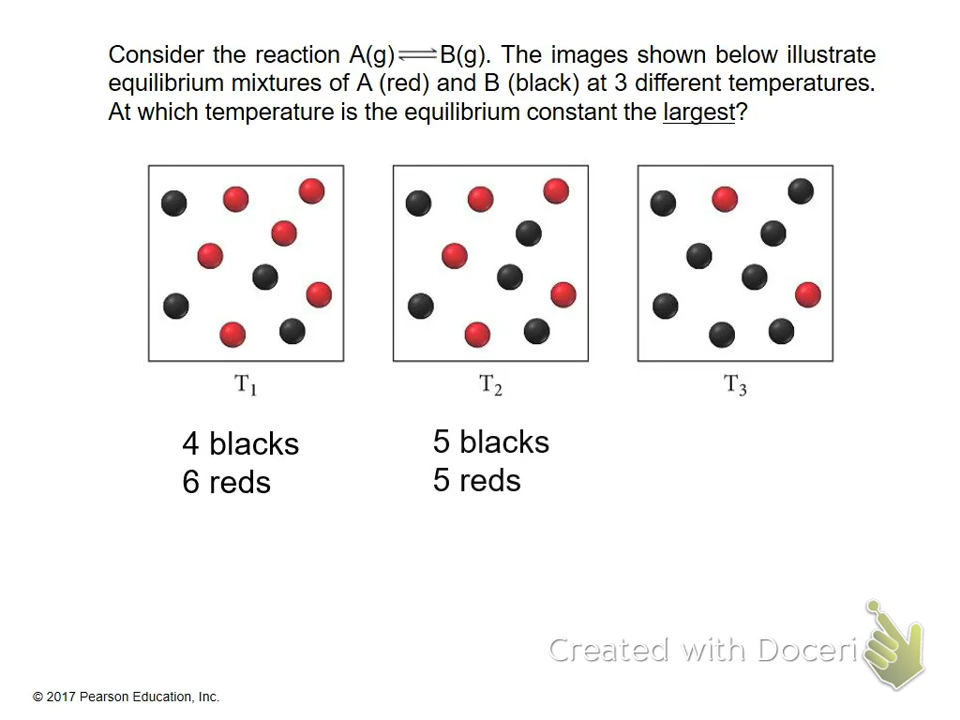 Consider the reaction A(g)⇌B(g). The images shown below illustrate
equilibrium mixtures of A (red) and B (black) at 3 different temperatures.
At which temperature is the equilibrium constant the largest?
T₁
T₂
T₃
4 blacks
6 reds
5 blacks
5 reds
Created with Doceri
© 2017 Pearson Education, Inc.